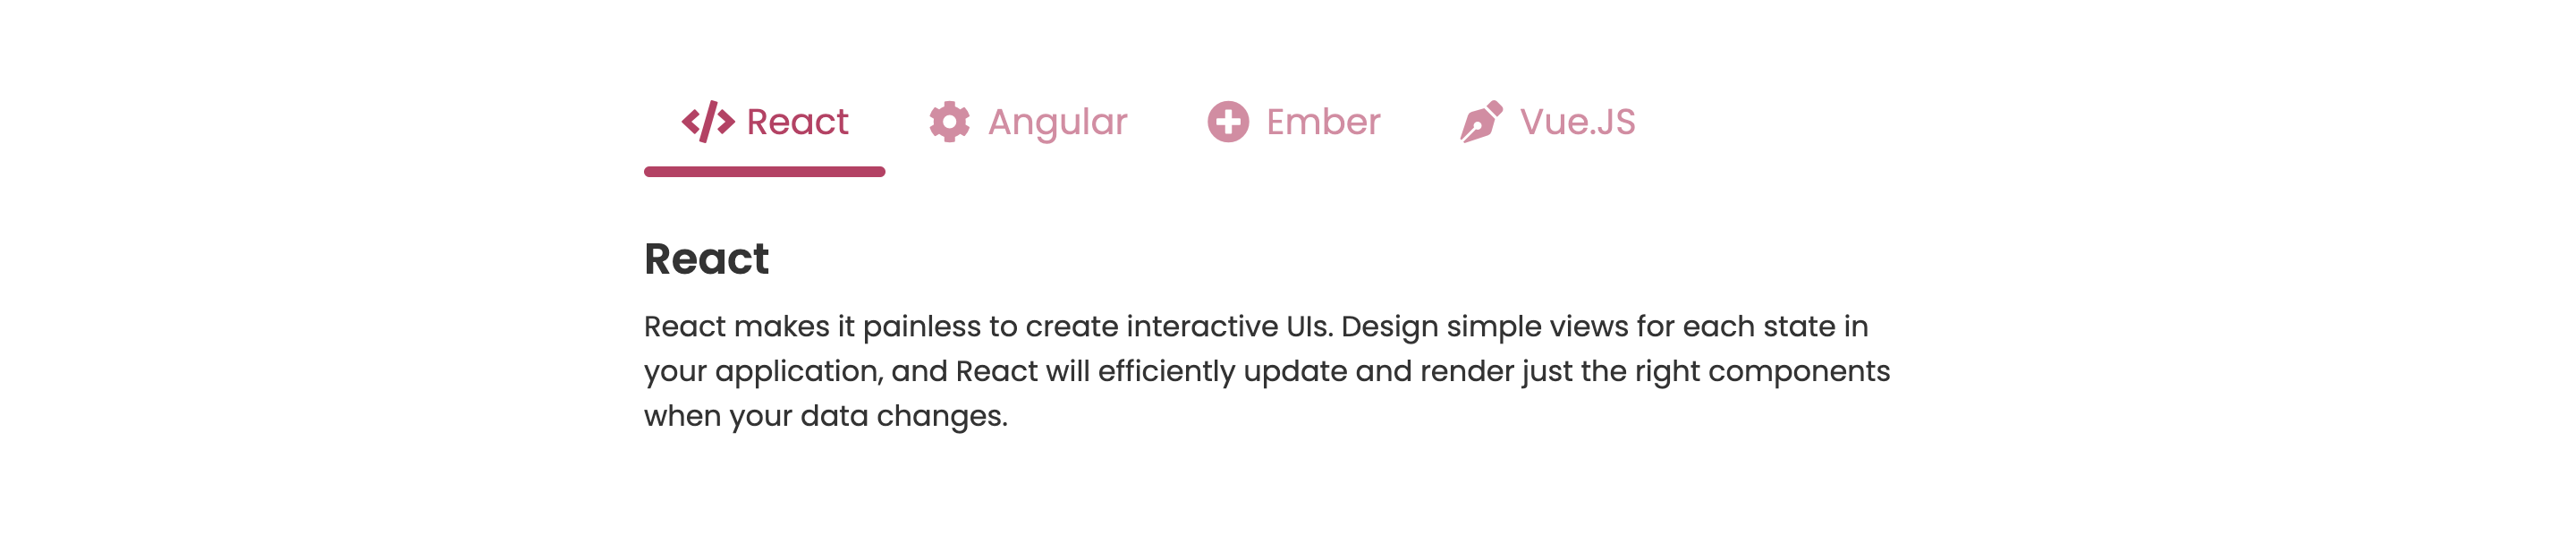 React
Angular
Ember
Vue.JS
React
React makes it painless to create interactive UIs. Design simple views for each state in
your application, and React will efficiently update and render just the right components
when your data changes.